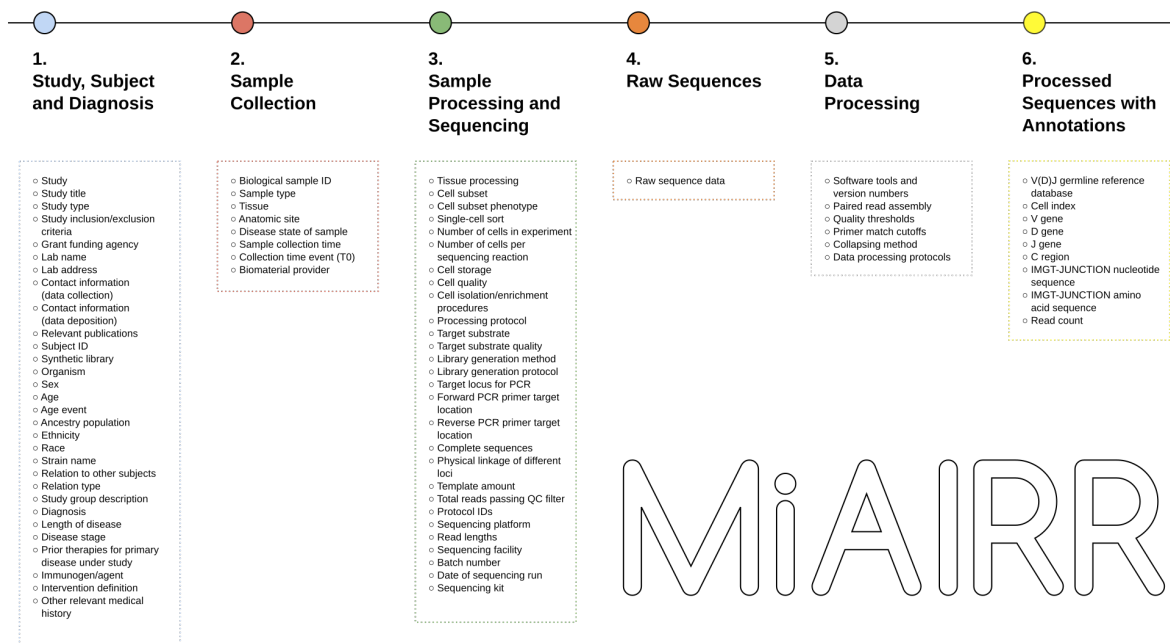 1.
Study, Subject
and Diagnosis
○ Study
○ Study title
○ Study type
○ Study inclusion/exclusion
criteria
○ Grant funding agency
○ Lab name
○ Lab address
○ Contact information
(data collection)
○ Contact information
(data deposition)
○ Relevant publications
○ Subject ID
○ Synthetic library
○ Organism
○ Sex
○ Age
○ Age event
○ Ancestry population
○ Ethnicity
○ Race
○ Strain name
○ Relation to other subjects
○ Relation type
○ Study group description
○ Diagnosis
○ Length of disease
○ Disease stage
○ Prior therapies for primary
disease under study
○ Immunogen/agent
○ Intervention definition
○ Other relevant medical
history
2.
Sample
Collection
○ Biological sample ID
○ Sample type
○ Tissue
○ Anatomic site
○ Disease state of sample
○ Sample collection time
○ Collection time event (T0)
○ Biomaterial provider
3.
Sample
Processing and
Sequencing
○ Tissue processing
○ Cell subset
○ Cell subset phenotype
○ Single-cell sort
○ Number of cells in experiment
○ Number of cells per
sequencing reaction
○ Cell storage
○ Cell quality
○ Cell isolation/enrichment
procedures
○ Processing protocol
○ Target substrate
○ Target substrate quality
○ Library generation method
○ Library generation protocol
○ Target locus for PCR
○ Forward PCR primer target
location
○ Reverse PCR primer target
location
○ Complete sequences
○ Physical linkage of different
loci
○ Template amount
○ Total reads passing QC filter
○ Protocol IDs
○ Sequencing platform
○ Read lengths
○ Sequencing facility
○ Batch number
○ Date of sequencing run
○ Sequencing kit
4.
Raw Sequences
○ Raw sequence data
5.
Data
Processing
○ Software tools and
version numbers
○ Paired read assembly
○ Quality thresholds
○ Primer match cutoffs
○ Collapsing method
○ Data processing protocols
6.
Processed
Sequences with
Annotations
○ V(D)J germline reference
database
○ Cell index
○ V gene
○ D gene
○ J gene
○ C region
○ IMGT-JUNCTION nucleotide
sequence
○ IMGT-JUNCTION amino
acid sequence
○ Read count
MiAIRR